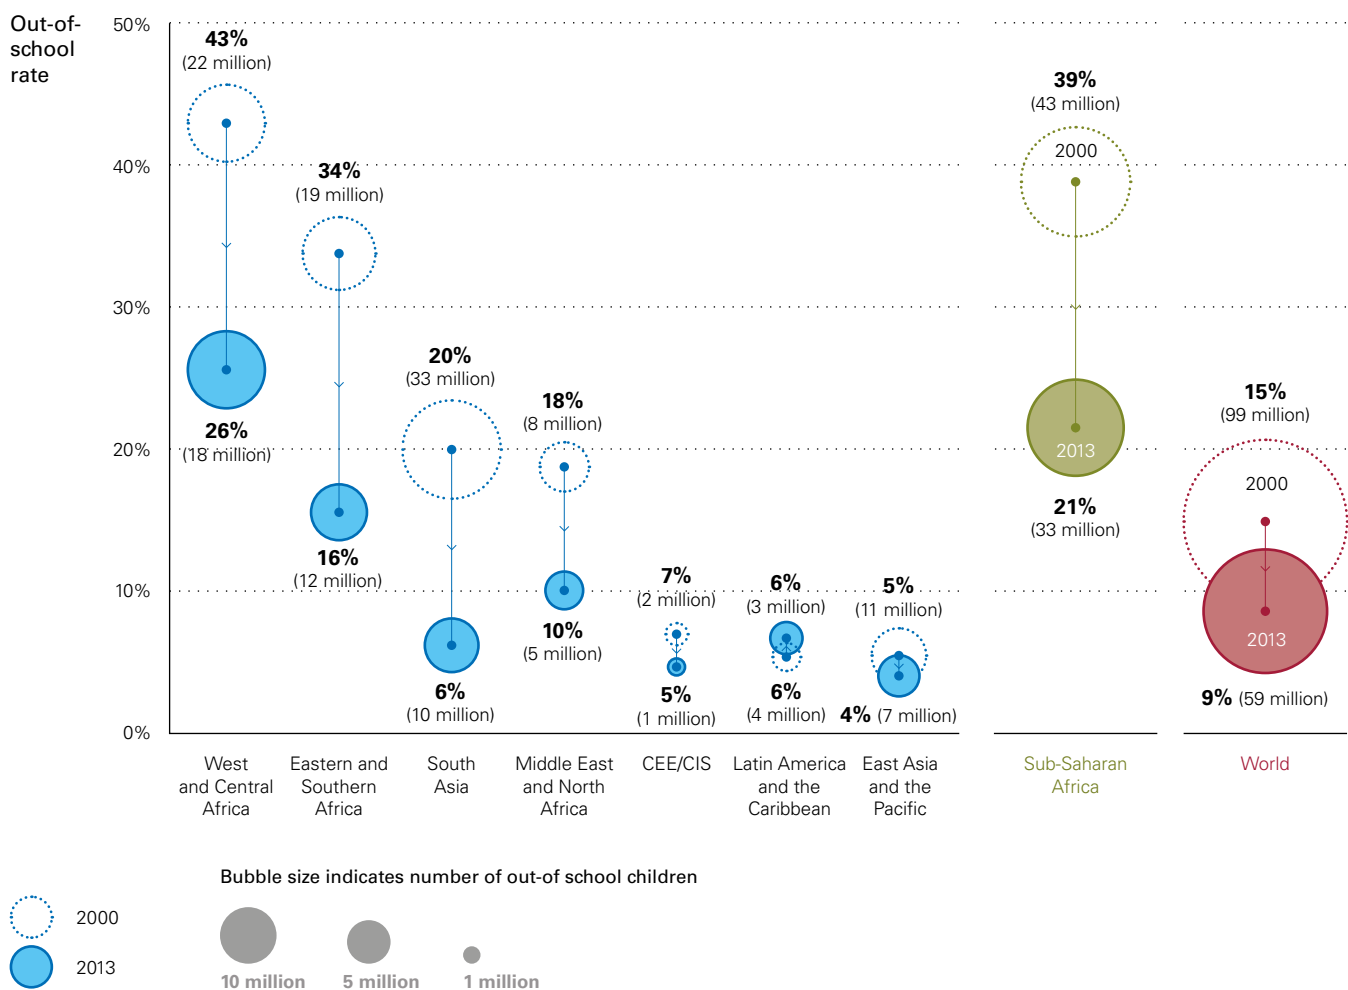 Out-of-
school
rate
50%
40%
30%
20%
10%
0%
43%
(22 million)
26%
(18 million)
34%
(19 million)
16%
(12 million)
20%
(33 million)
6%
(10 million)
18%
(8 million)
10%
(5 million)
7%
(2 million)
5%
(1 million)
6%
(3 million)
6%
(4 million)
5%
(11 million)
4% (7 million)
39%
(43 million)
2000
2013
21%
(33 million)
15%
(99 million)
2000
2013
9% (59 million)
West
and Central
Africa
Eastern and
Southern
Africa
South
Asia
Middle East
and North
Africa
CEE/CIS
Latin America
and the
Caribbean
East Asia
and the
Pacific
Sub-Saharan
Africa
World
Bubble size indicates number of out-of school children
2000
2013
10 million
5 million
1 million